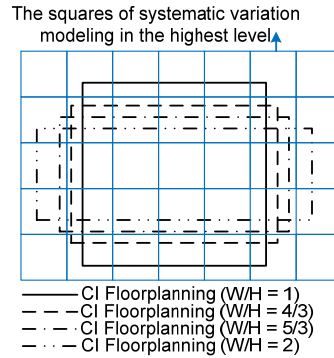 The squares of systematic variation
modeling in the highest level
CI Floorplanning (W/H = 1)
CI Floorplanning (W/H = 4/3)
CI Floorplanning (W/H = 5/3)
CI Floorplanning (W/H = 2)